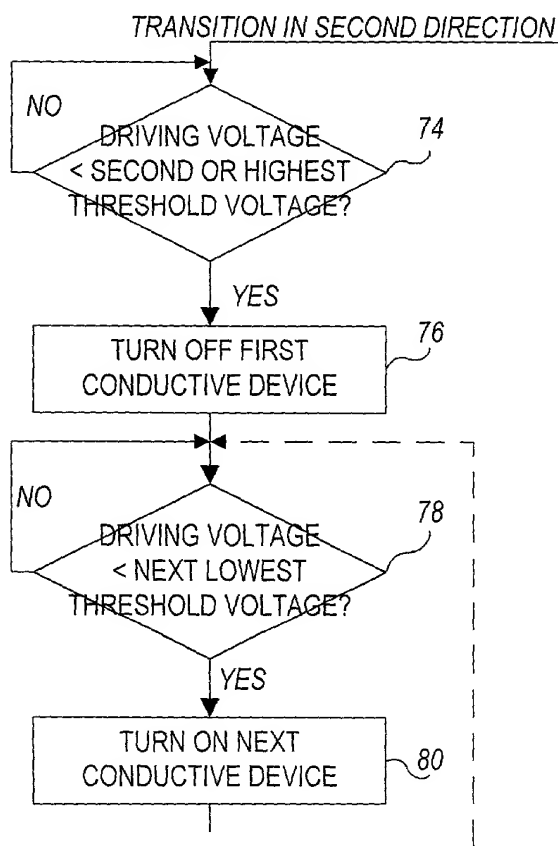 TRANSITION IN SECOND DIRECTION
NO
DRIVING VOLTAGE
< SECOND OR HIGHEST
THRESHOLD VOLTAGE?
74
YES
TURN OFF FIRST
CONDUCTIVE DEVICE
76
NO
DRIVING VOLTAGE
< NEXT LOWEST
THRESHOLD VOLTAGE?
78
YES
TURN ON NEXT
CONDUCTIVE DEVICE
80